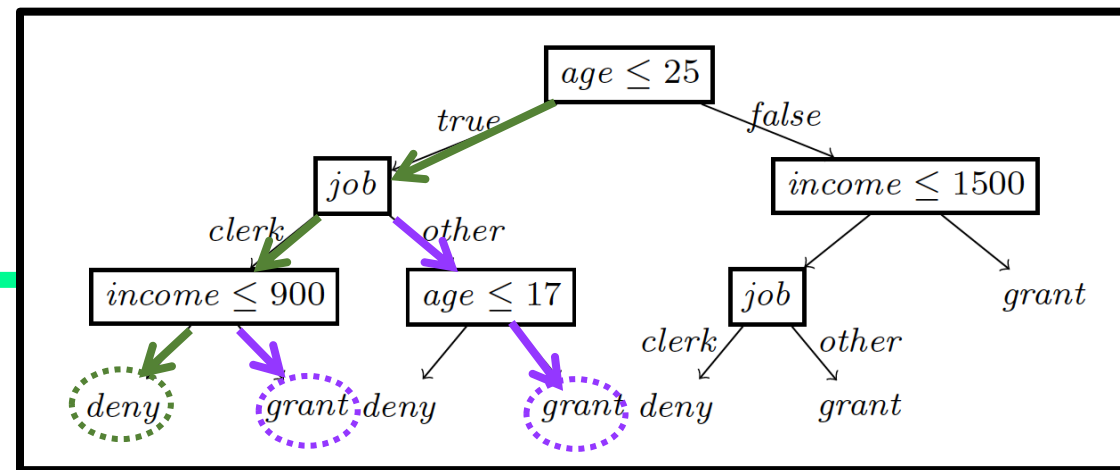 age ≤ 25
true
false
job
income ≤ 1500
clerk
other
income ≤ 900
age ≤ 17
job
grant
clerk
other
deny
grant
deny
grant
deny
grant